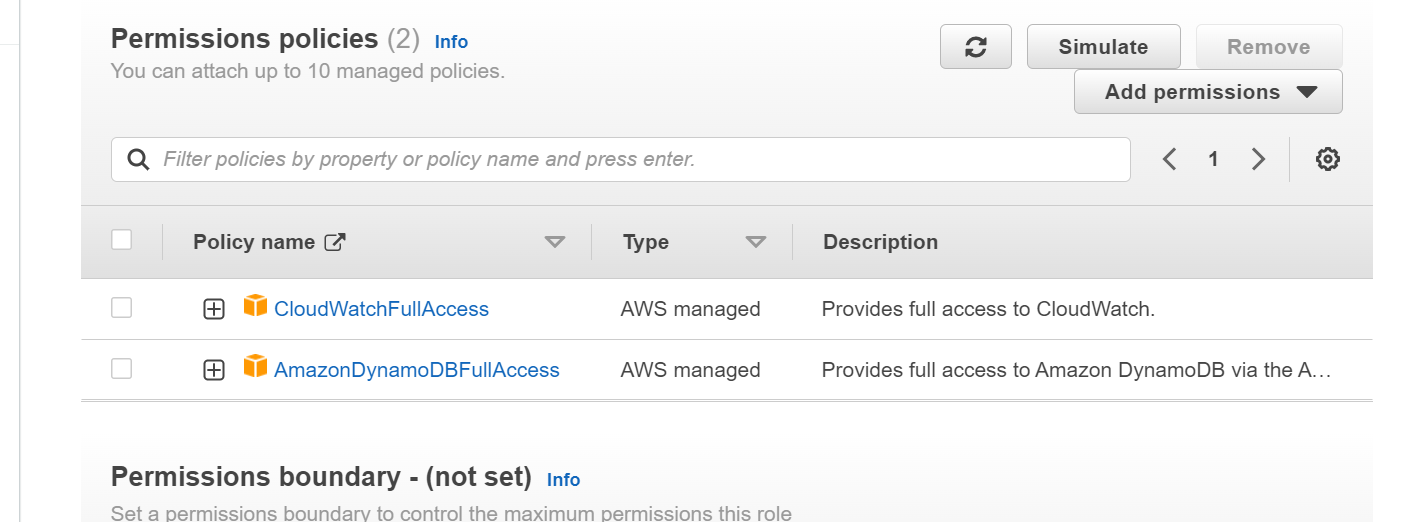 Permissions policies (2) Info
You can attach up to 10 managed policies.
Simulate
Remove
Add permissions
Filter policies by property or policy name and press enter.
1
Policy name
Type
Description
CloudWatchFullAccess AWS managed Provides full access to CloudWatch.
AmazonDynamoDBFullAccess AWS managed Provides full access to Amazon DynamoDB via the A...
Permissions boundary - (not set) Info
Set a permissions boundary to control the maximum permissions this role